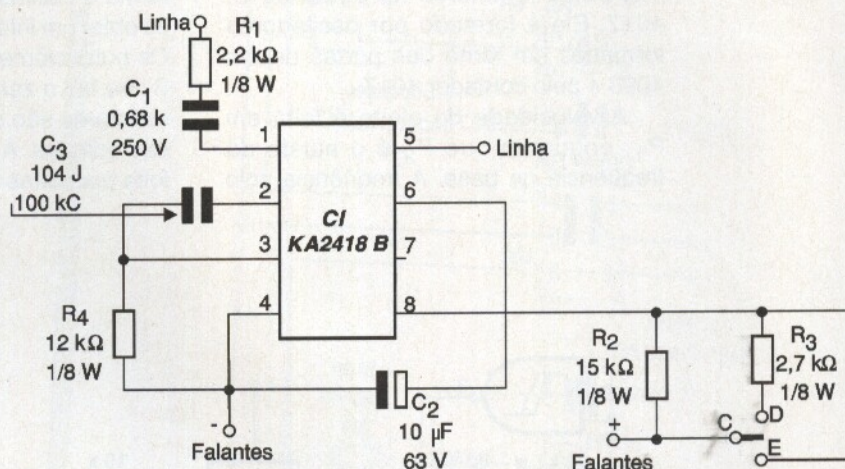 Linha
R1
2,2 kΩ
1/8 W
C1
0,68 k
250 V
C3
104 J
100 kC
1
2
3
4
5
6
7
8
Linha
CI
KA2418 B
R4
12 kΩ
1/8 W
-
Falantes
C2
10 µF
63 V
R2
15 kΩ
1/8 W
+
Falantes
R3
2,7 kΩ
1/8 W
C
D
E